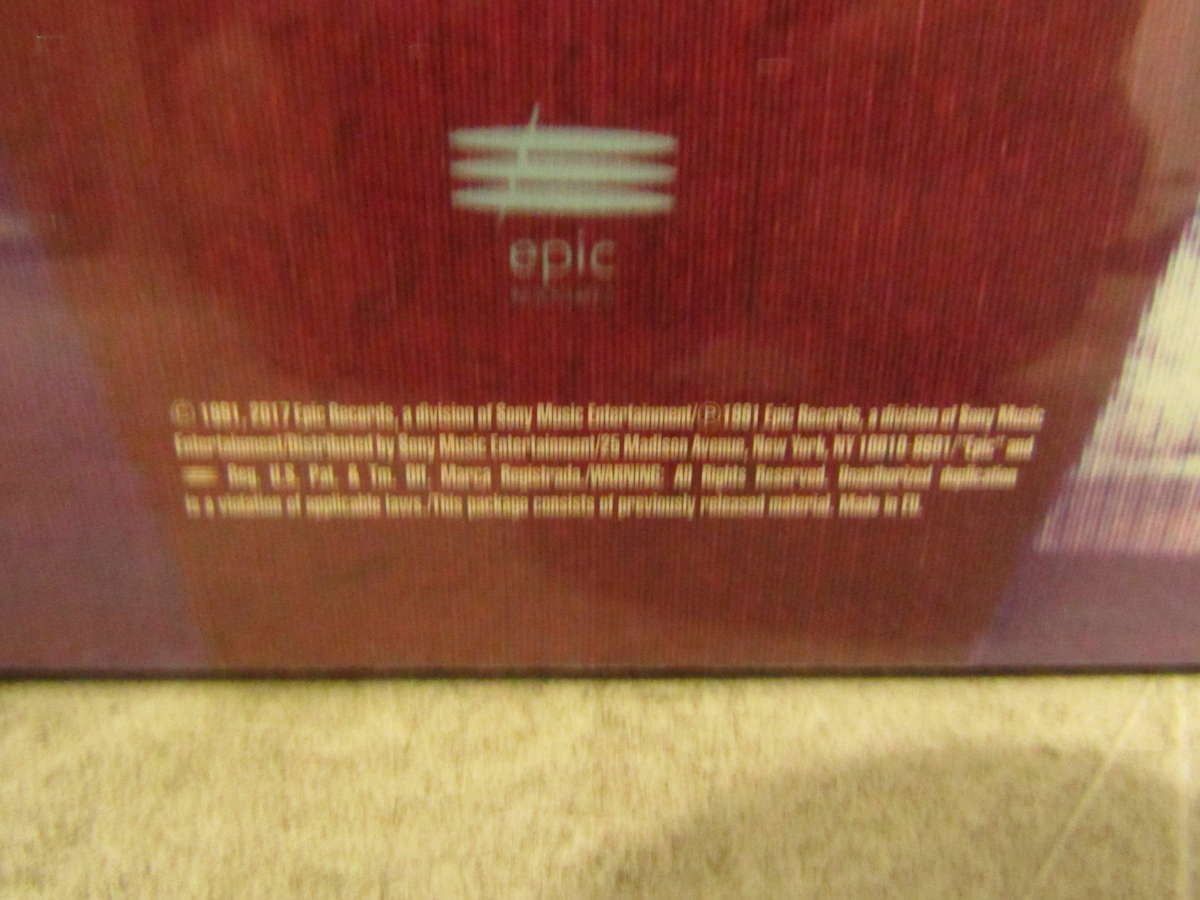 epic
© 1991, 2017 Epic Records, a division of Sony Music Entertainment/℗ 1991 Epic Records, a division of Sony Music
Entertainment/Distributed by Sony Music Entertainment/25 Madison Avenue, New York, NY 10010-8601/"Epic" and
Reg. U.S. Pat. & Tm. Off. Marca Registrada./WARNING: All Rights Reserved. Unauthorized duplication
is a violation of applicable laws./This package consists of previously released material. Made in EU.